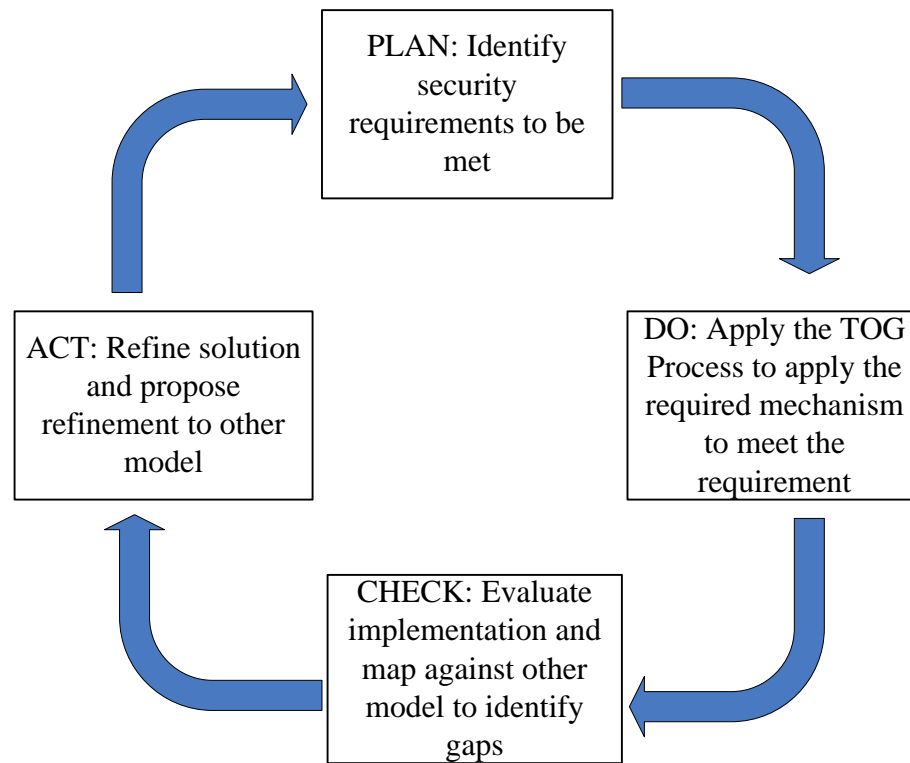 PLAN: Identify
security
requirements to be
met
DO: Apply the TOG
Process to apply the
required mechanism
to meet the
requirement
CHECK: Evaluate
implementation and
map against other
model to identify
gaps
ACT: Refine solution
and propose
refinement to other
model